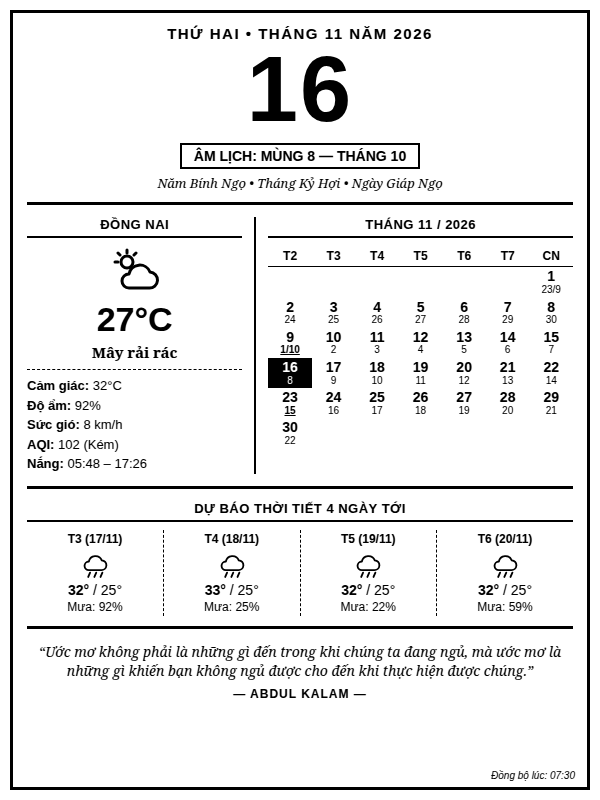 THỨ HAI • THÁNG 11 NĂM 2026
16
ÂM LỊCH: MÙNG 8 — THÁNG 10
Năm Bính Ngọ • Tháng Kỷ Hợi • Ngày Giáp Ngọ
ĐỒNG NAI
27°C
Mây rải rác
Cảm giác: 32°C
Độ ẩm: 92%
Sức gió: 8 km/h
AQI: 102 (Kém)
Nắng: 05:48 – 17:26
THÁNG 11 / 2026
T2 T3 T4 T5 T6 T7 CN
1
23/9
2 3 4 5 6 7 8
24 25 26 27 28 29 30
9 10 11 12 13 14 15
1/10 2 3 4 5 6 7
16 17 18 19 20 21 22
8 9 10 11 12 13 14
23 24 25 26 27 28 29
15 16 17 18 19 20 21
30
22
DỰ BÁO THỜI TIẾT 4 NGÀY TỚI
T3 (17/11) T4 (18/11) T5 (19/11) T6 (20/11)
32° / 25° 33° / 25° 32° / 25° 32° / 25°
Mưa: 92% Mưa: 25% Mưa: 22% Mưa: 59%
“Ước mơ không phải là những gì đến trong khi chúng ta đang ngủ, mà ước mơ là
những gì khiến bạn không ngủ được cho đến khi thực hiện được chúng.”
— ABDUL KALAM —
Đồng bộ lúc: 07:30